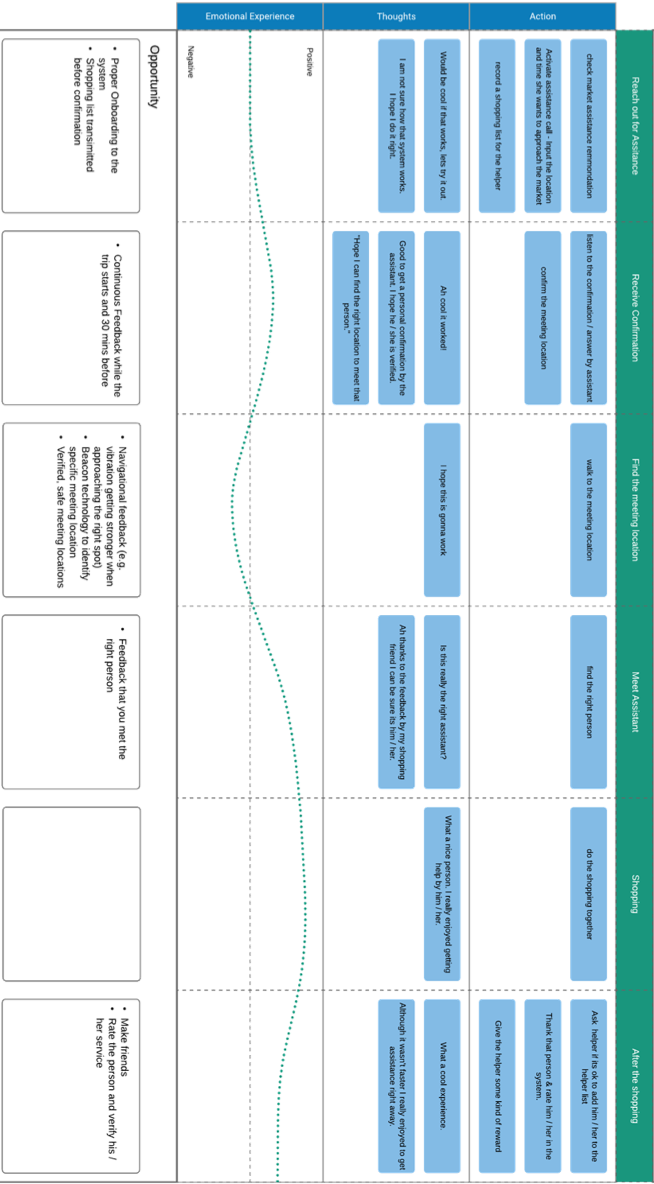 Reach out for Assitance
Receive Confirmation
Find the meeting location
Meet Assistant
Shopping
After the shopping
Action
check market assistance remmondation
Activate assistance call - Input the location
and time she wants to approach the market
record a shopping list for the helper
listen to the confirmation / answer by assistant
confirm the meeting location
walk to the meeting location
find the right person
do the shopping together
Ask helper if its ok to add him / her to the
helper list
Thank that person & rate him / her in the
system.
Give the helper some kind of reward
Thoughts
Would be cool if that works, lets try it out.
I am not sure how that system works.
I hope I do it right.
Ah cool it worked!
Good to get a personal confirmation by the
assistant. I hope he / she is verified.
"Hope I can find the right location to meet that
person."
I hope this is gonna work
Is this really the right assistant?
Ah thanks to the feedback by my shopping
friend I can be sure its him / her.
What a nice person. I really enjoyed getting
help by him / her.
What a cool experience.
Although it wasn't faster I really enjoyed to get
assistance right away.
Emotional Experience
Positive
Negative
Opportunity
• Proper Onboarding to the
system
• Shopping list transimitted
before confirmation
• Continuous Feedback while the
trip starts and 30 mins before
• Navigational feedback (e.g.
vibration getting stronger when
approaching the right spot)
• Beacon technology to identify
specific meeting location
• Verified, safe meeting locations
• Feedback that you met the
right person
• Make friends
• Rate the person and verify his /
her service